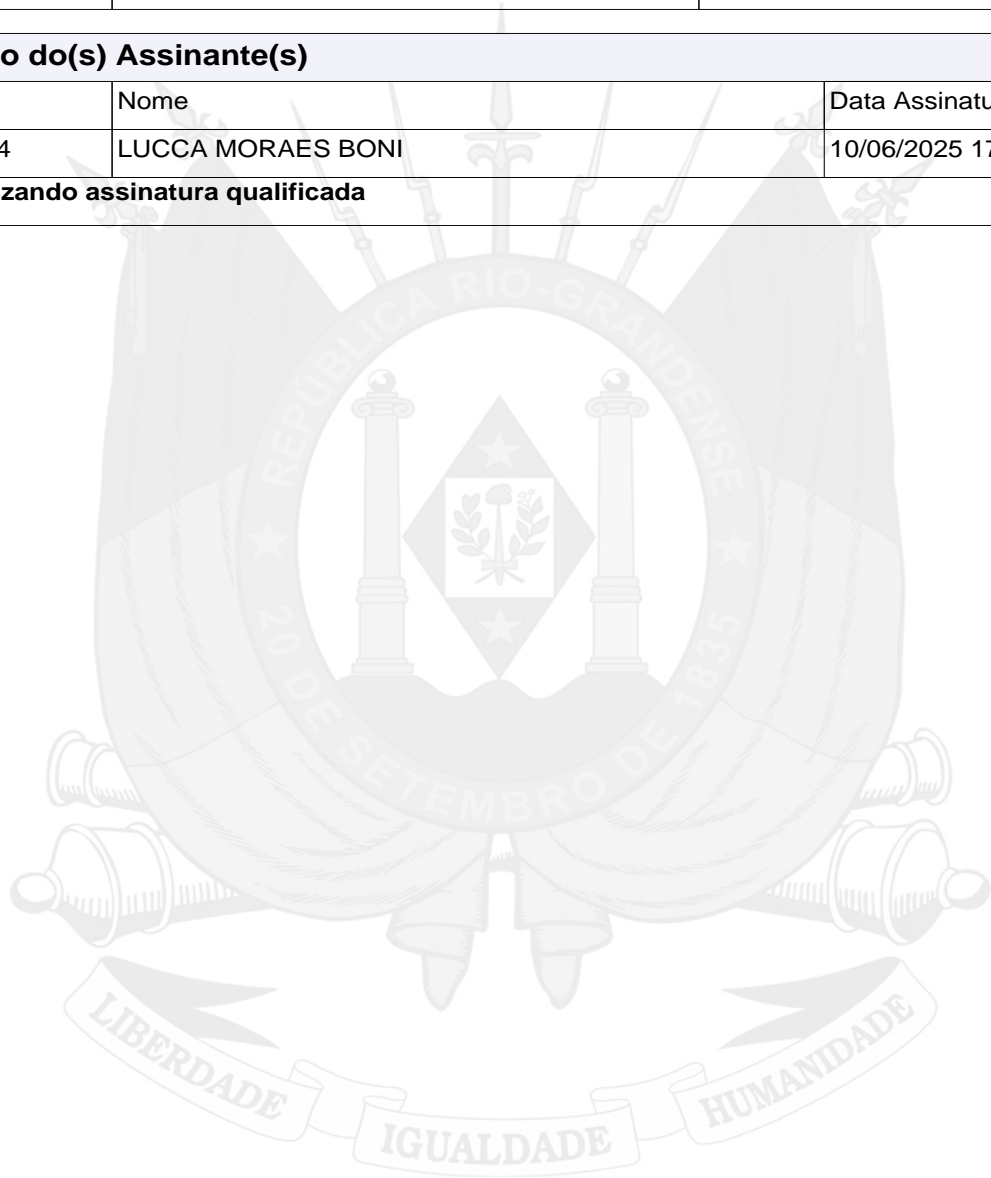 o do(s) Assinante(s)
Nome Data Assinatu
4 LUCCA MORAES BONI 10/06/2025 17
zando assinatura qualificada
REPÚBLICA RIO-GRANDENSE
20 DE SETEMBRO DE 1835
LIBERDADE IGUALDADE HUMANIDADE